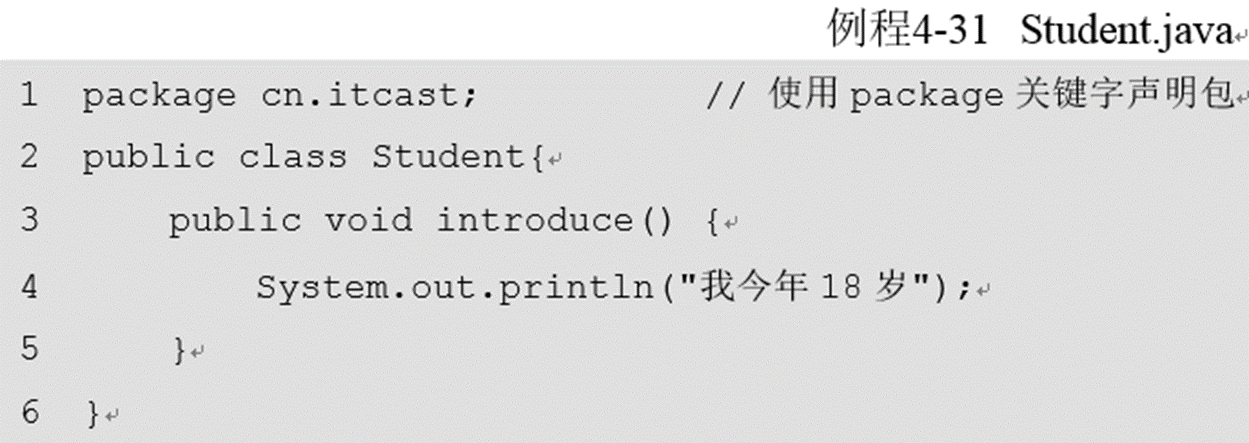 例程4-31 Student.java
1 package cn.itcast; // 使用 package 关键字声明包
2 public class Student{
3 public void introduce() {
4 System.out.println("我今年 18 岁");
5 }
6 }